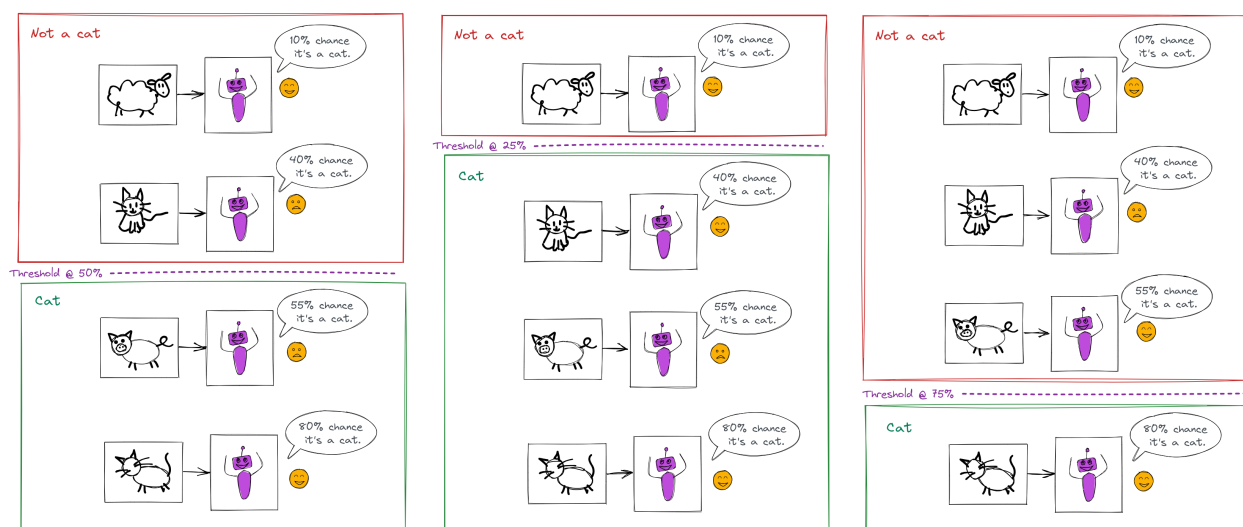 Not a cat
10% chance
it's a cat.
40% chance
it's a cat.
Threshold @ 50%
Cat
55% chance
it's a cat.
80% chance
it's a cat.
Not a cat
10% chance
it's a cat.
Threshold @ 25%
Cat
40% chance
it's a cat.
55% chance
it's a cat.
80% chance
it's a cat.
Not a cat
10% chance
it's a cat.
40% chance
it's a cat.
55% chance
it's a cat.
Threshold @ 75%
Cat
80% chance
it's a cat.